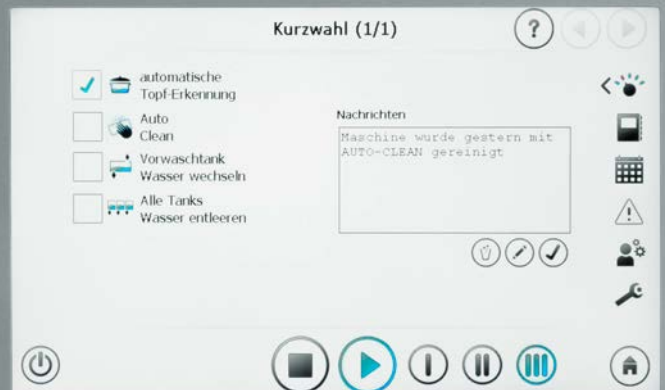 Kurzwahl (1/1)
?
automatische
Topf-Erkennung
Auto
Clean
Vorwaschtank
Wasser wechseln
Alle Tanks
Wasser entleeren
Nachrichten
Maschine wurde gestern mit
AUTO-CLEAN gereinigt